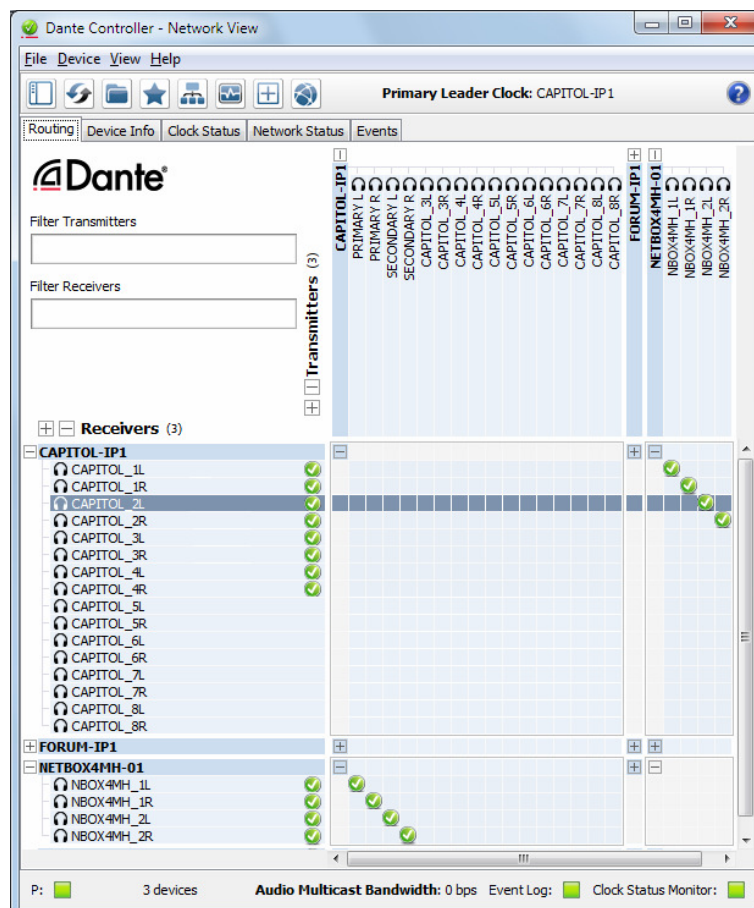 Dante Controller - Network View
File Device View Help
Primary Leader Clock: CAPITOL-IP1
Routing Device Info Clock Status Network Status Events
Dante®
Filter Transmitters
Filter Receivers
Transmitters (3)
CAPITOL-IP1
PRIMARY L
PRIMARY R
SECONDARY L
SECONDARY R
CAPITOL_3L
CAPITOL_3R
CAPITOL_4L
CAPITOL_4R
CAPITOL_5L
CAPITOL_5R
CAPITOL_6L
CAPITOL_6R
CAPITOL_7L
CAPITOL_7R
CAPITOL_8L
CAPITOL_8R
FORUM-IP1
NETBOX4MH-01
NBOX4MH_1L
NBOX4MH_1R
NBOX4MH_2L
NBOX4MH_2R
Receivers (3)
CAPITOL-IP1
CAPITOL_1L
CAPITOL_1R
CAPITOL_2L
CAPITOL_2R
CAPITOL_3L
CAPITOL_3R
CAPITOL_4L
CAPITOL_4R
CAPITOL_5L
CAPITOL_5R
CAPITOL_6L
CAPITOL_6R
CAPITOL_7L
CAPITOL_7R
CAPITOL_8L
CAPITOL_8R
FORUM-IP1
NETBOX4MH-01
NBOX4MH_1L
NBOX4MH_1R
NBOX4MH_2L
NBOX4MH_2R
P: 3 devices Audio Multicast Bandwidth: 0 bps Event Log: Clock Status Monitor: